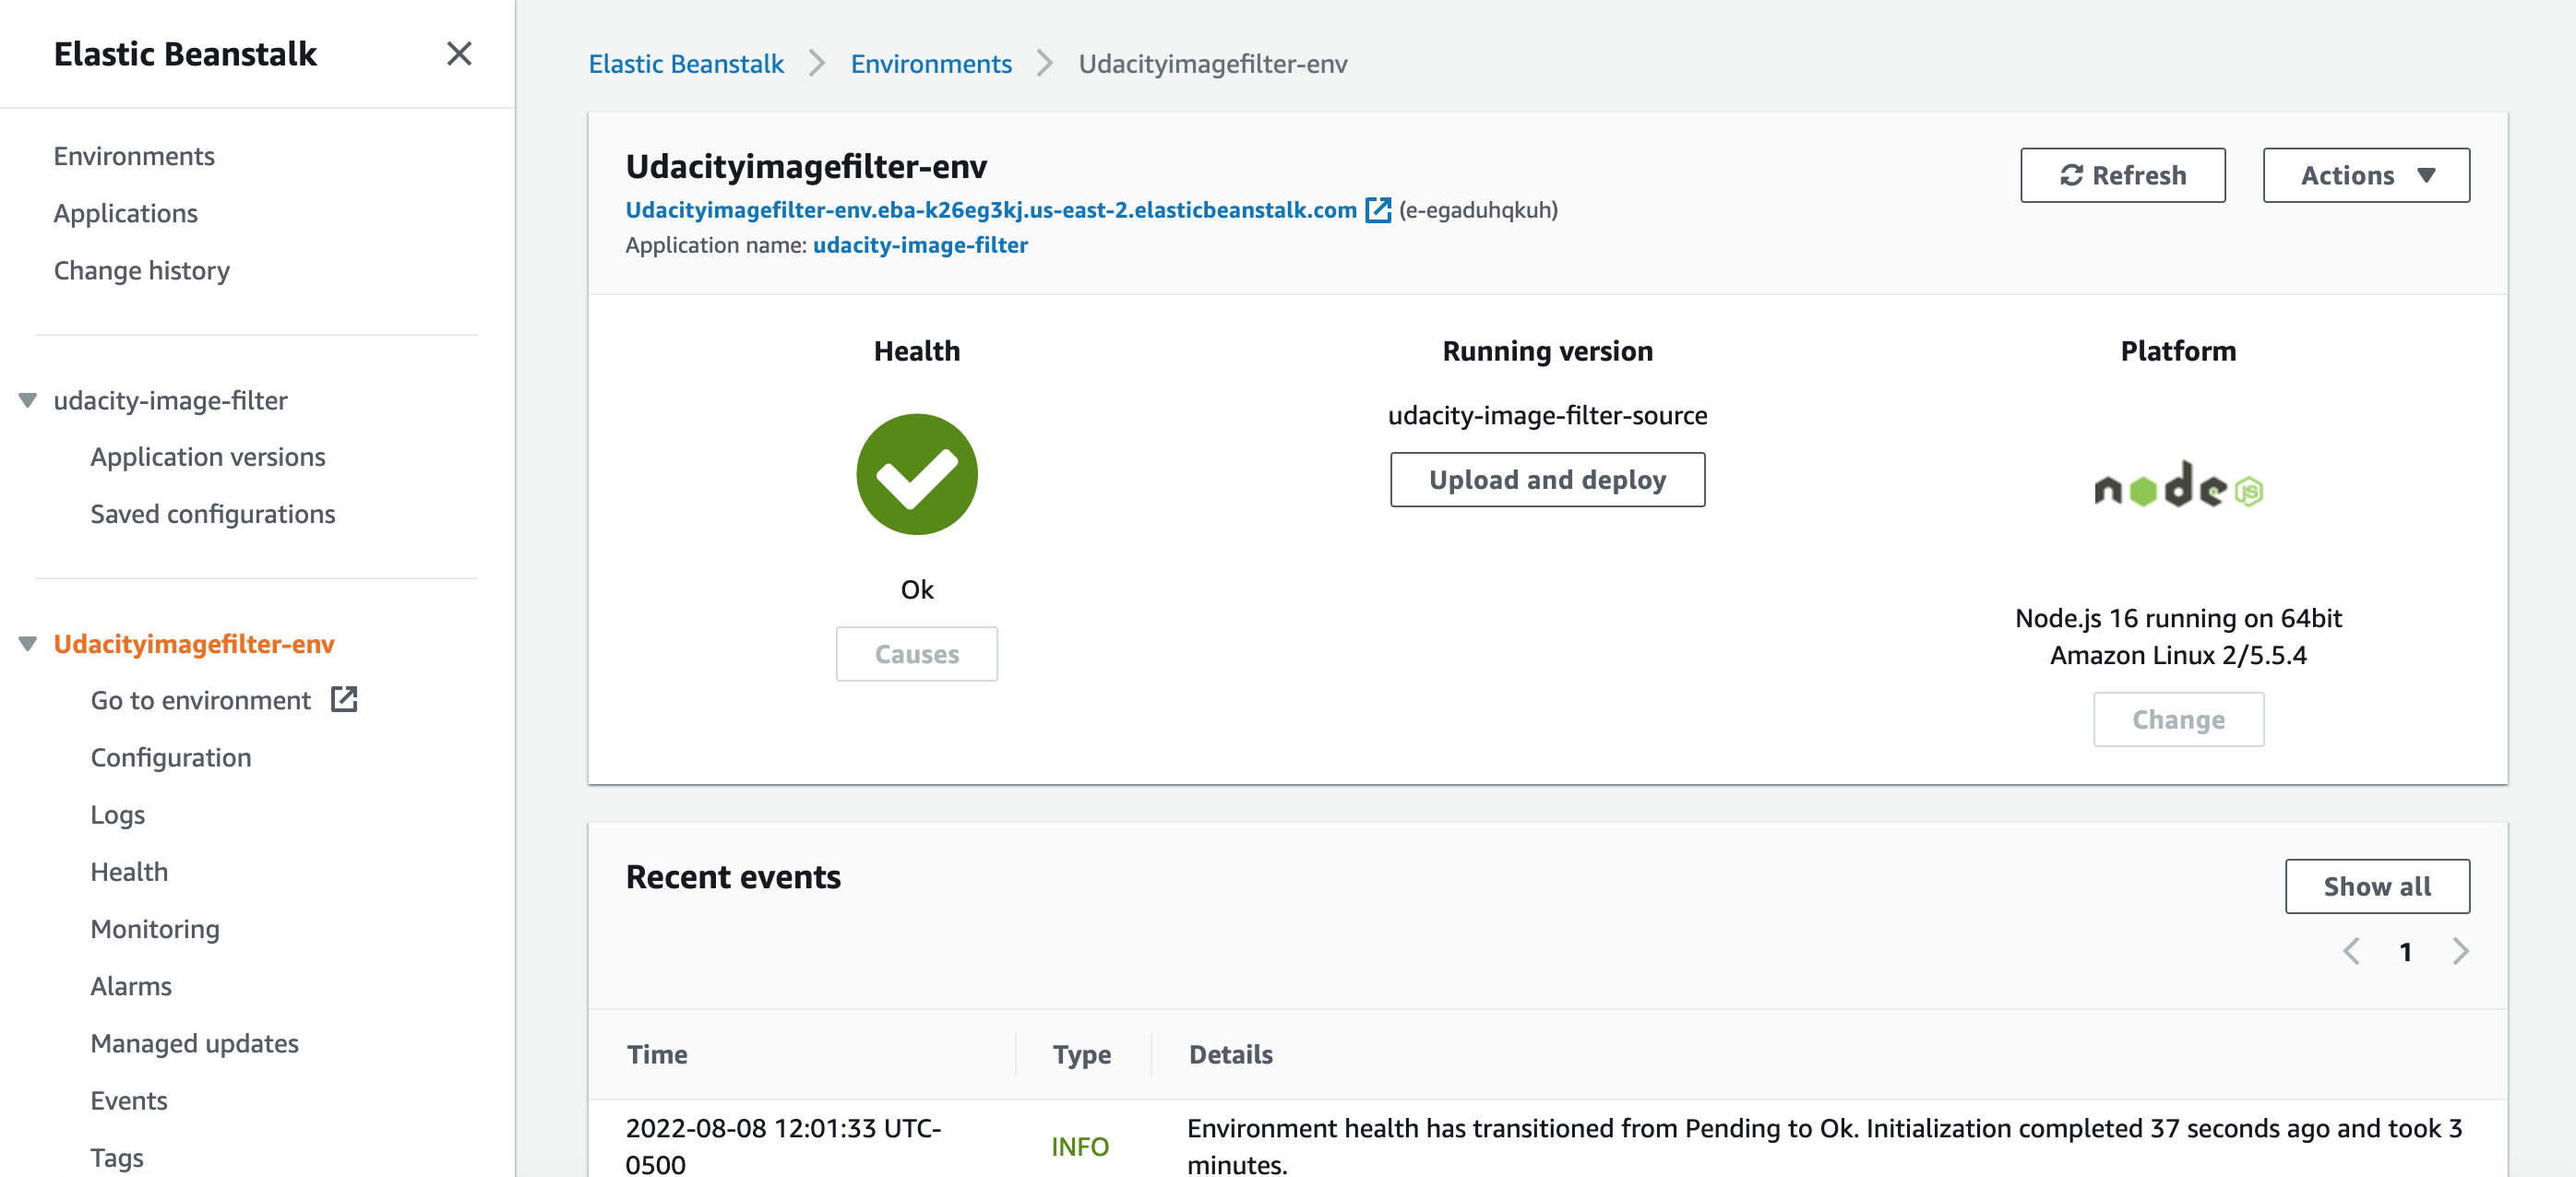 Elastic Beanstalk
Environments
Applications
Change history
udacity-image-filter
Application versions
Saved configurations
Udacityimagefilter-env
Go to environment
Configuration
Logs
Health
Monitoring
Alarms
Managed updates
Events
Tags
Elastic Beanstalk > Environments > Udacityimagefilter-env
Udacityimagefilter-env
Refresh
Actions
Udacityimagefilter-env.eba-k26eg3kj.us-east-2.elasticbeanstalk.com (e-egaduhqkuh)
Application name: udacity-image-filter
Health
Ok
Causes
Running version
udacity-image-filter-source
Upload and deploy
Platform
node JS
Node.js 16 running on 64bit
Amazon Linux 2/5.5.4
Change
Recent events
Show all
1
Time Type Details
2022-08-08 12:01:33 UTC-
0500
INFO
Environment health has transitioned from Pending to Ok. Initialization completed 37 seconds ago and took 3
minutes.